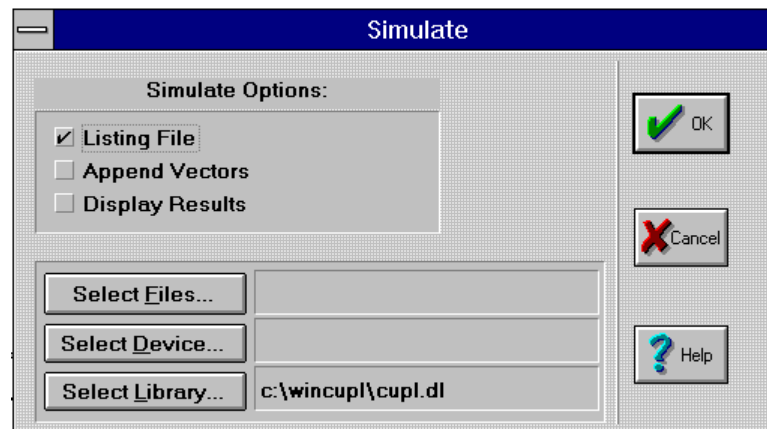 Simulate
Simulate Options:
Listing File
Append Vectors
Display Results
OK
Cancel
Select Files...
Select Device...
Select Library... c:\wincupl\cupl.dl
Help